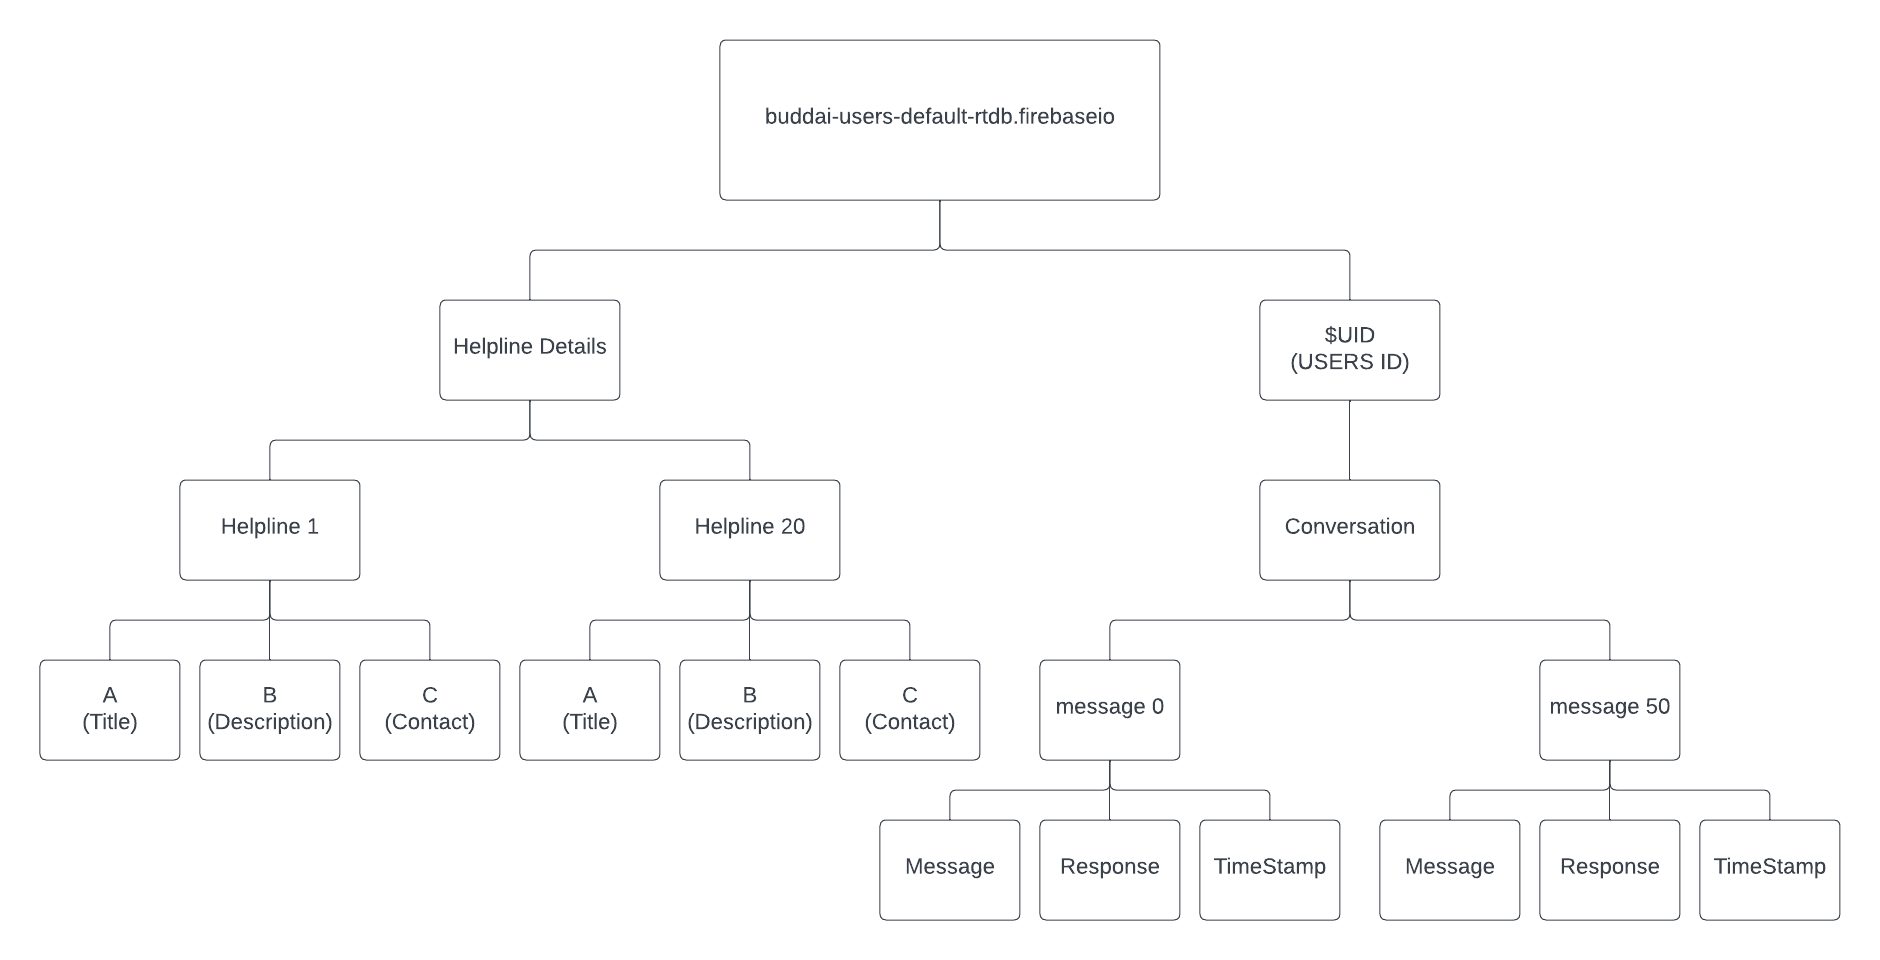 buddai-users-default-rtdb.firebaseio
Helpline Details
$UID
(USERS ID)
Helpline 1
Helpline 20
Conversation
A
(Title)
B
(Description)
C
(Contact)
A
(Title)
B
(Description)
C
(Contact)
message 0
message 50
Message
Response
TimeStamp
Message
Response
TimeStamp